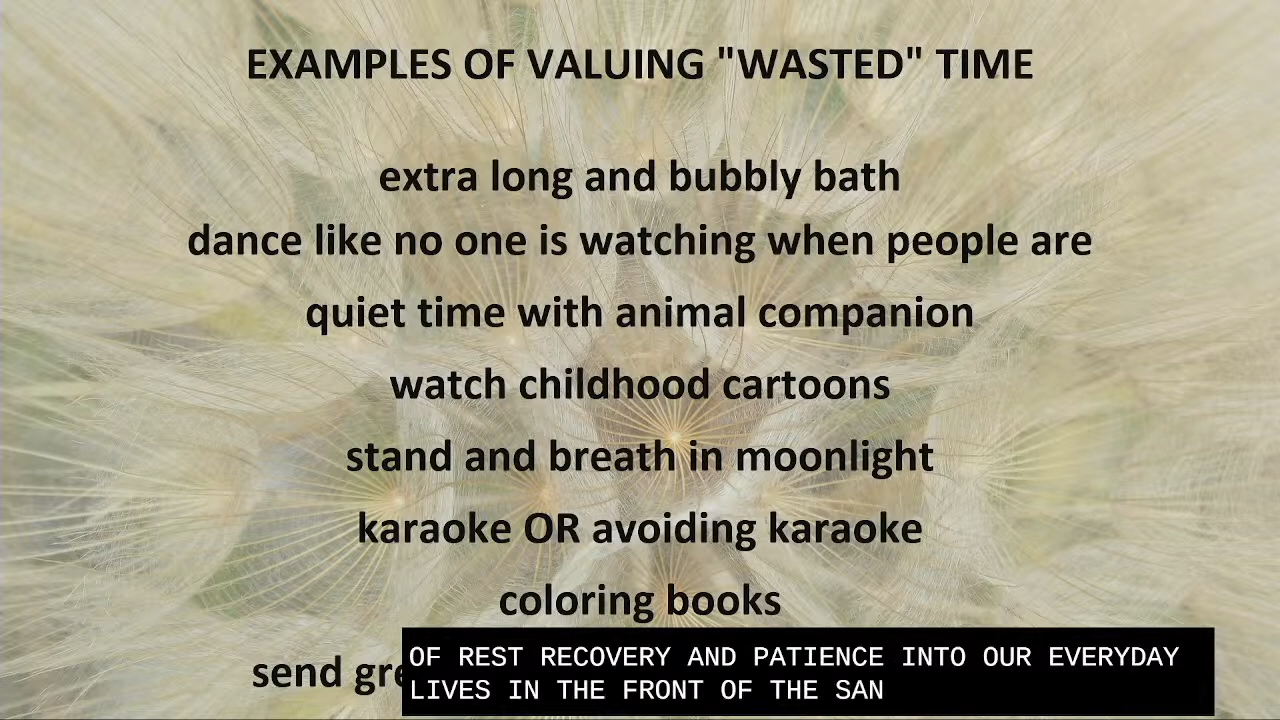 EXAMPLES OF VALUING "WASTED" TIME
extra long and bubbly bath
dance like no one is watching when people are
quiet time with animal companion
watch childhood cartoons
stand and breath in moonlight
karaoke OR avoiding karaoke
coloring books
send
OF REST RECOVERY AND PATIENCE INTO OUR EVERYDAY
LIVES IN THE FRONT OF THE SAN